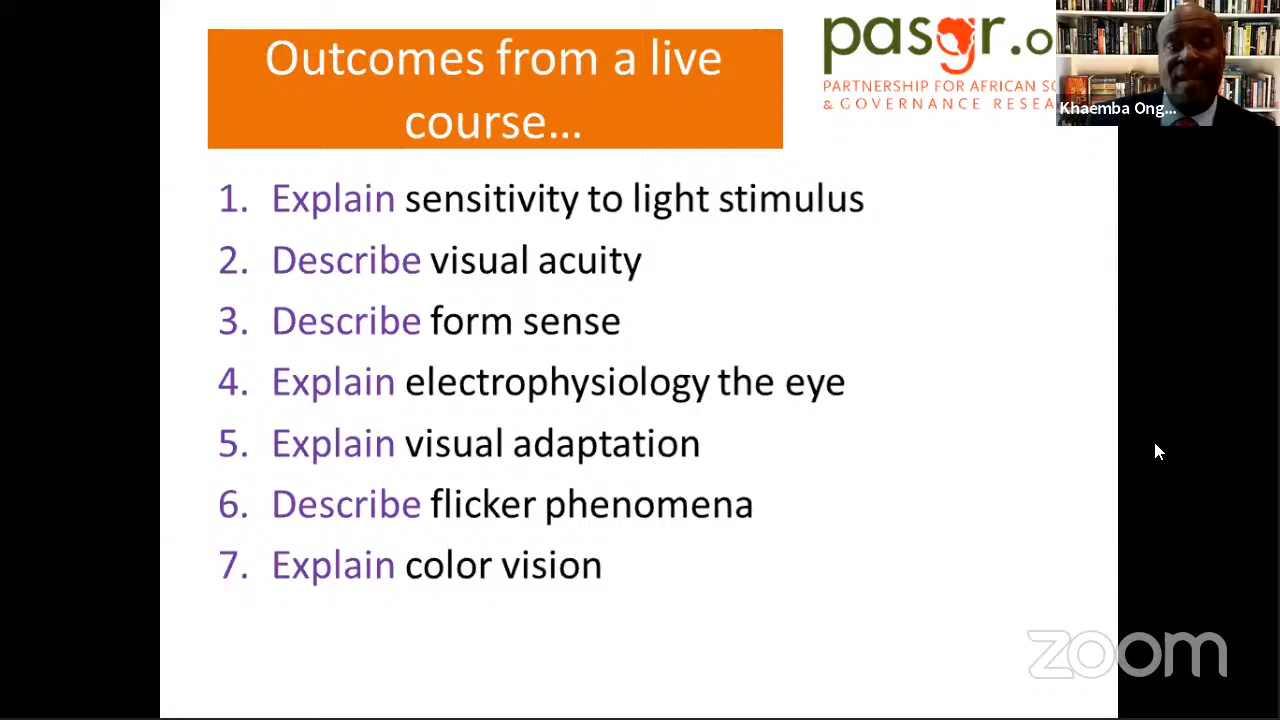 Outcomes from a live
course...
pasgr.o
PARTNERSHIP FOR AFRICAN SO
& GOVERNANCE RESEA
Khaemba Ong...
1. Explain sensitivity to light stimulus
2. Describe visual acuity
3. Describe form sense
4. Explain electrophysiology the eye
5. Explain visual adaptation
6. Describe flicker phenomena
7. Explain color vision
zoom